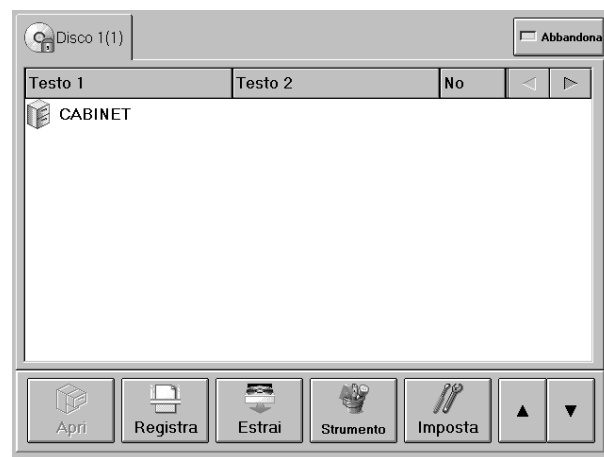 Disco 1(1)
Abbandona
Testo 1 Testo 2 No
CABINET
Apri Registra Estrai Strumento Imposta